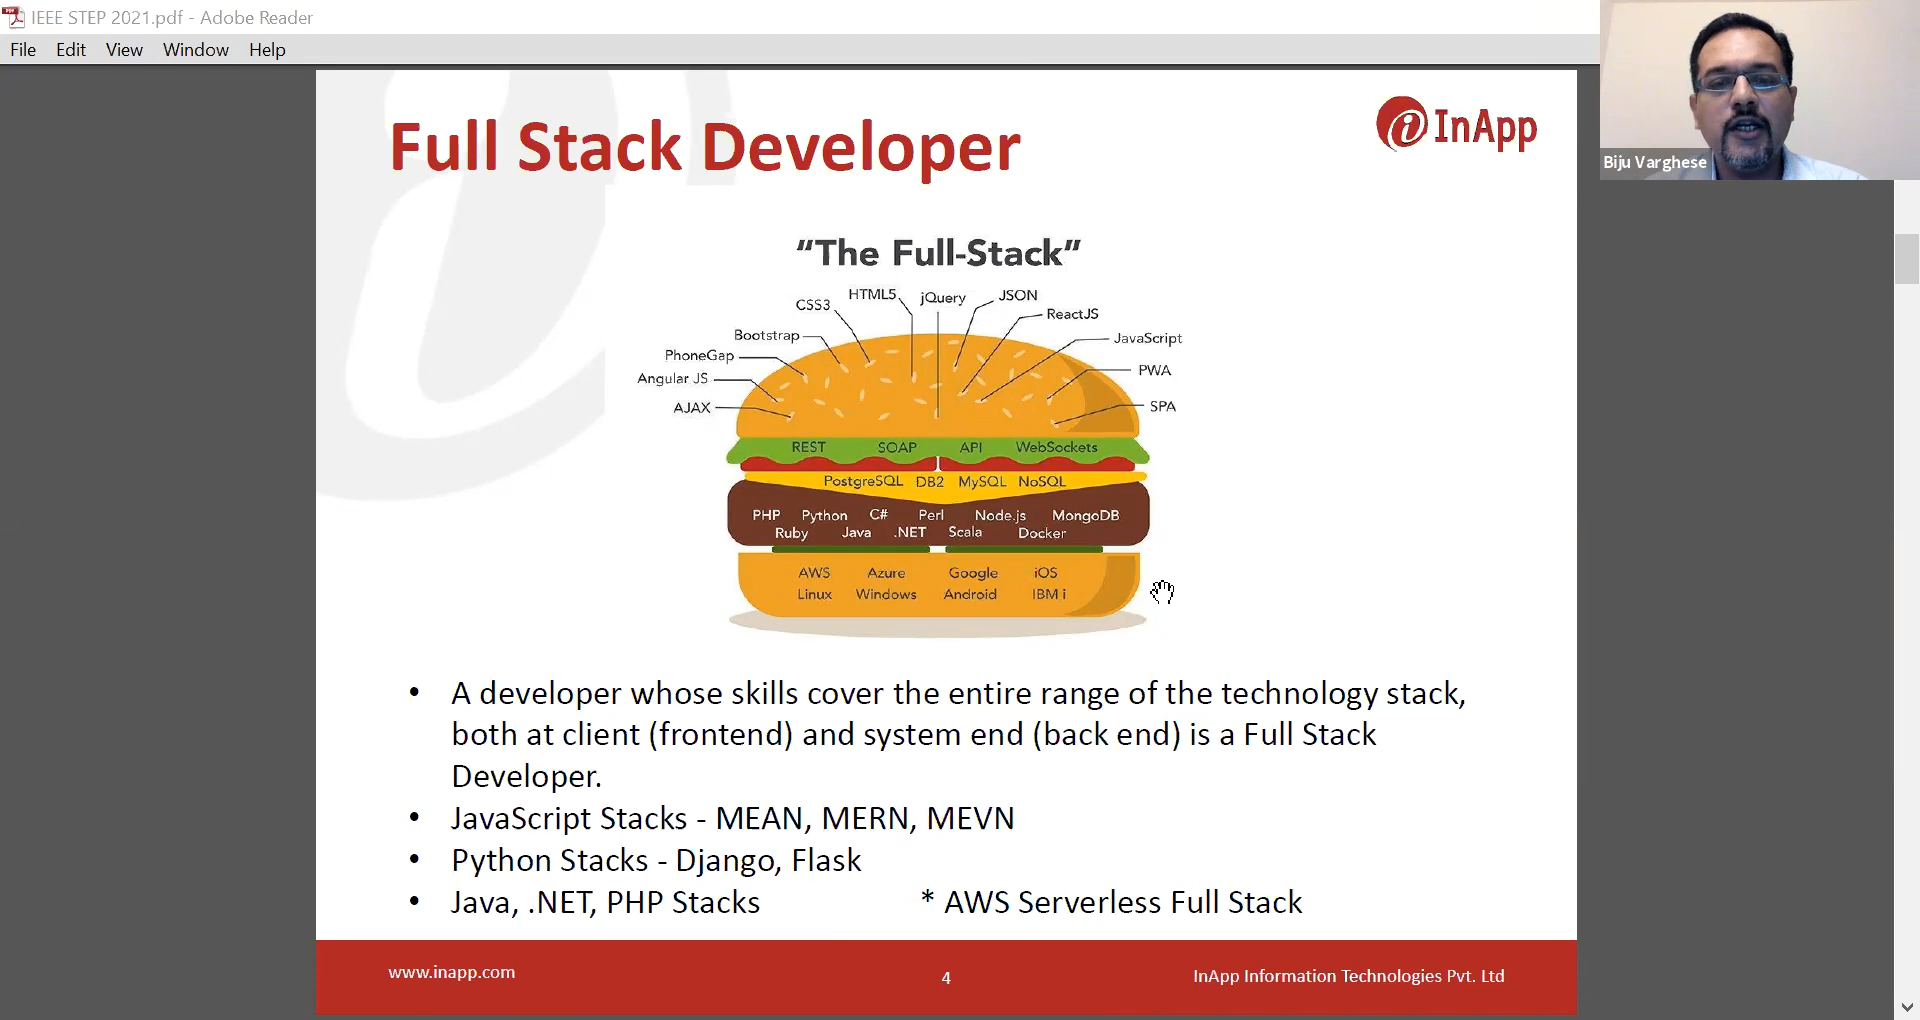 IEEE STEP 2021.pdf - Adobe Reader
File Edit View Window Help
Full Stack Developer
InApp
Biju Varghese
“The Full-Stack”
CSS3 HTML5 jQuery JSON
ReactJS
Bootstrap JavaScript
PhoneGap PWA
Angular JS
AJAX SPA
REST SOAP API WebSockets
PostgreSQL DB2 MySQL NoSQL
PHP Python C# Perl Node.js MongoDB
Ruby Java .NET Scala Docker
AWS Azure Google iOS
Linux Windows Android IBM i
• A developer whose skills cover the entire range of the technology stack,
both at client (frontend) and system end (back end) is a Full Stack
Developer.
• JavaScript Stacks - MEAN, MERN, MEVN
• Python Stacks - Django, Flask
• Java, .NET, PHP Stacks * AWS Serverless Full Stack
www.inapp.com 4 InApp Information Technologies Pvt. Ltd